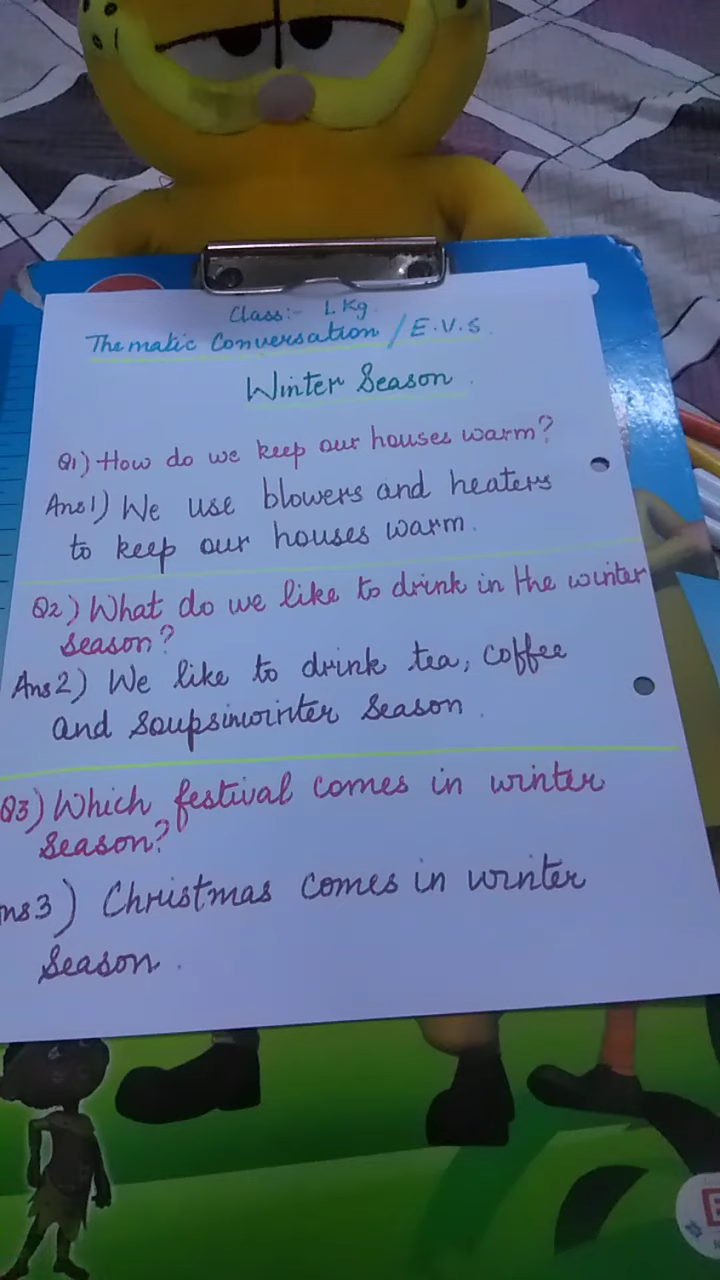 Class:- L Kg.
Thematic Conversation / E.V.S.
Winter Season.
Q1) How do we keep our houses warm?
Ans1) We use blowers and heaters
to keep our houses warm.
Q2) What do we like to drink in the winter
season?
Ans2) We like to drink tea, coffee
and soups in winter season.
Q3) Which festival comes in winter
season?
ns3) Christmas comes in winter
season.